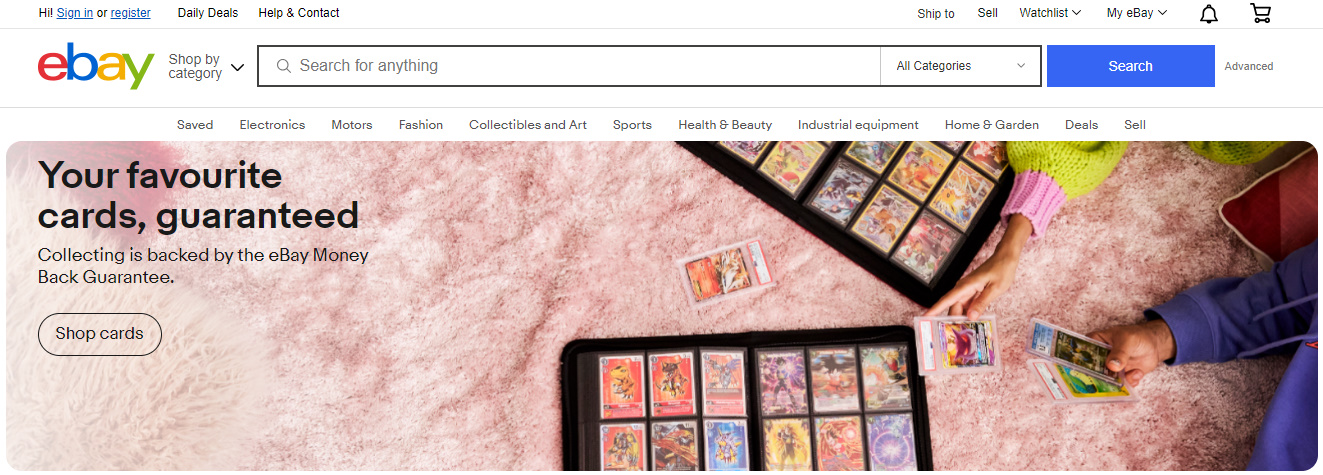 Hi! Sign in or register Daily Deals Help & Contact Ship to Sell Watchlist My eBay
ebay Shop by category Search for anything All Categories Search Advanced
Saved Electronics Motors Fashion Collectibles and Art Sports Health & Beauty Industrial equipment Home & Garden Deals Sell
Your favourite
cards, guaranteed
Collecting is backed by the eBay Money
Back Guarantee.
Shop cards